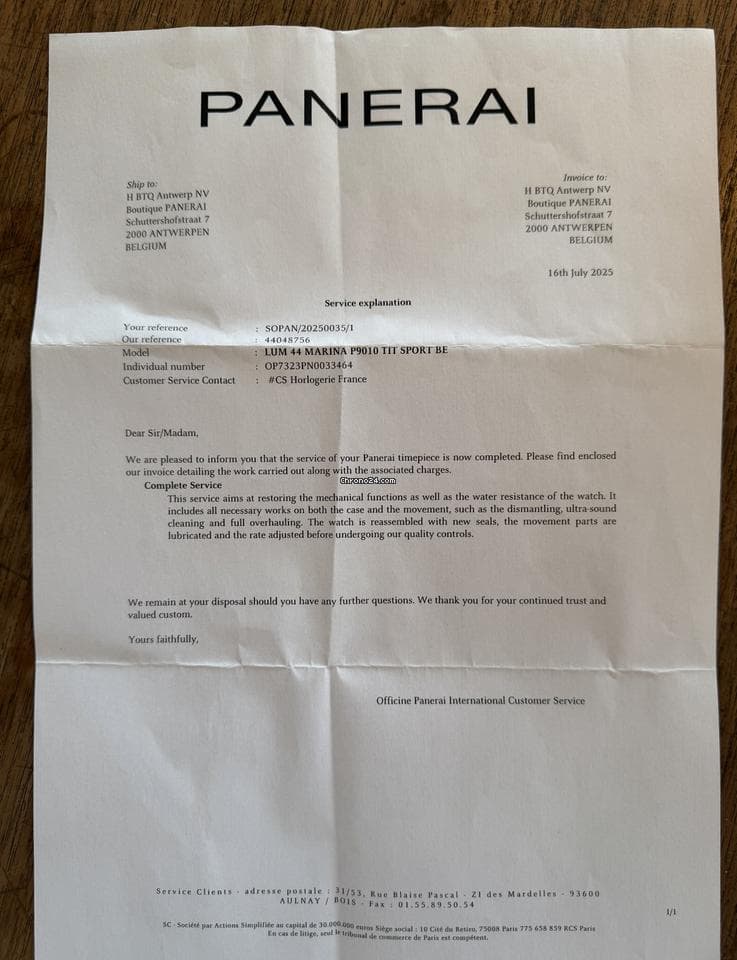 PANERAI
Ship to:
H BTQ Antwerp NV
Boutique PANERAI
Schuttershofstraat 7
2000 ANTWERPEN
BELGIUM
Invoice to:
H BTQ Antwerp NV
Boutique PANERAI
Schuttershofstraat 7
2000 ANTWERPEN
BELGIUM
16th July 2025
Service explanation
Your reference : SOPAN/20250035/1
Our reference : 44048756
Model : LUM 44 MARINA P9010 TIT SPORT BE
Individual number : OP7323PN0033464
Customer Service Contact : #CS Horlogerie France
Dear Sir/Madam,
We are pleased to inform you that the service of your Panerai timepiece is now completed. Please find enclosed
our invoice detailing the work carried out along with the associated charges.
Chrono24.com
Complete Service
This service aims at restoring the mechanical functions as well as the water resistance of the watch. It
includes all necessary works on both the case and the movement, such as the dismantling, ultra-sound
cleaning and full overhauling. The watch is reassembled with new seals, the movement parts are
lubricated and the rate adjusted before undergoing our quality controls.
We remain at your disposal should you have any further questions. We thank you for your continued trust and
valued custom.
Yours faithfully,
Officine Panerai International Customer Service
Service Clients - adresse postale : 31/53, Rue Blaise Pascal - ZI des Mardelles - 93600
AULNAY / BOIS - Fax : 01.55.89.50.54
1/1
SC - Société par Actions Simplifiée au capital de 30.000.000 euros Siège social : 10 Cité du Retiro, 75008 Paris 775 658 859 RCS Paris
En cas de litige, seul le tribunal de commerce de Paris est compétent.